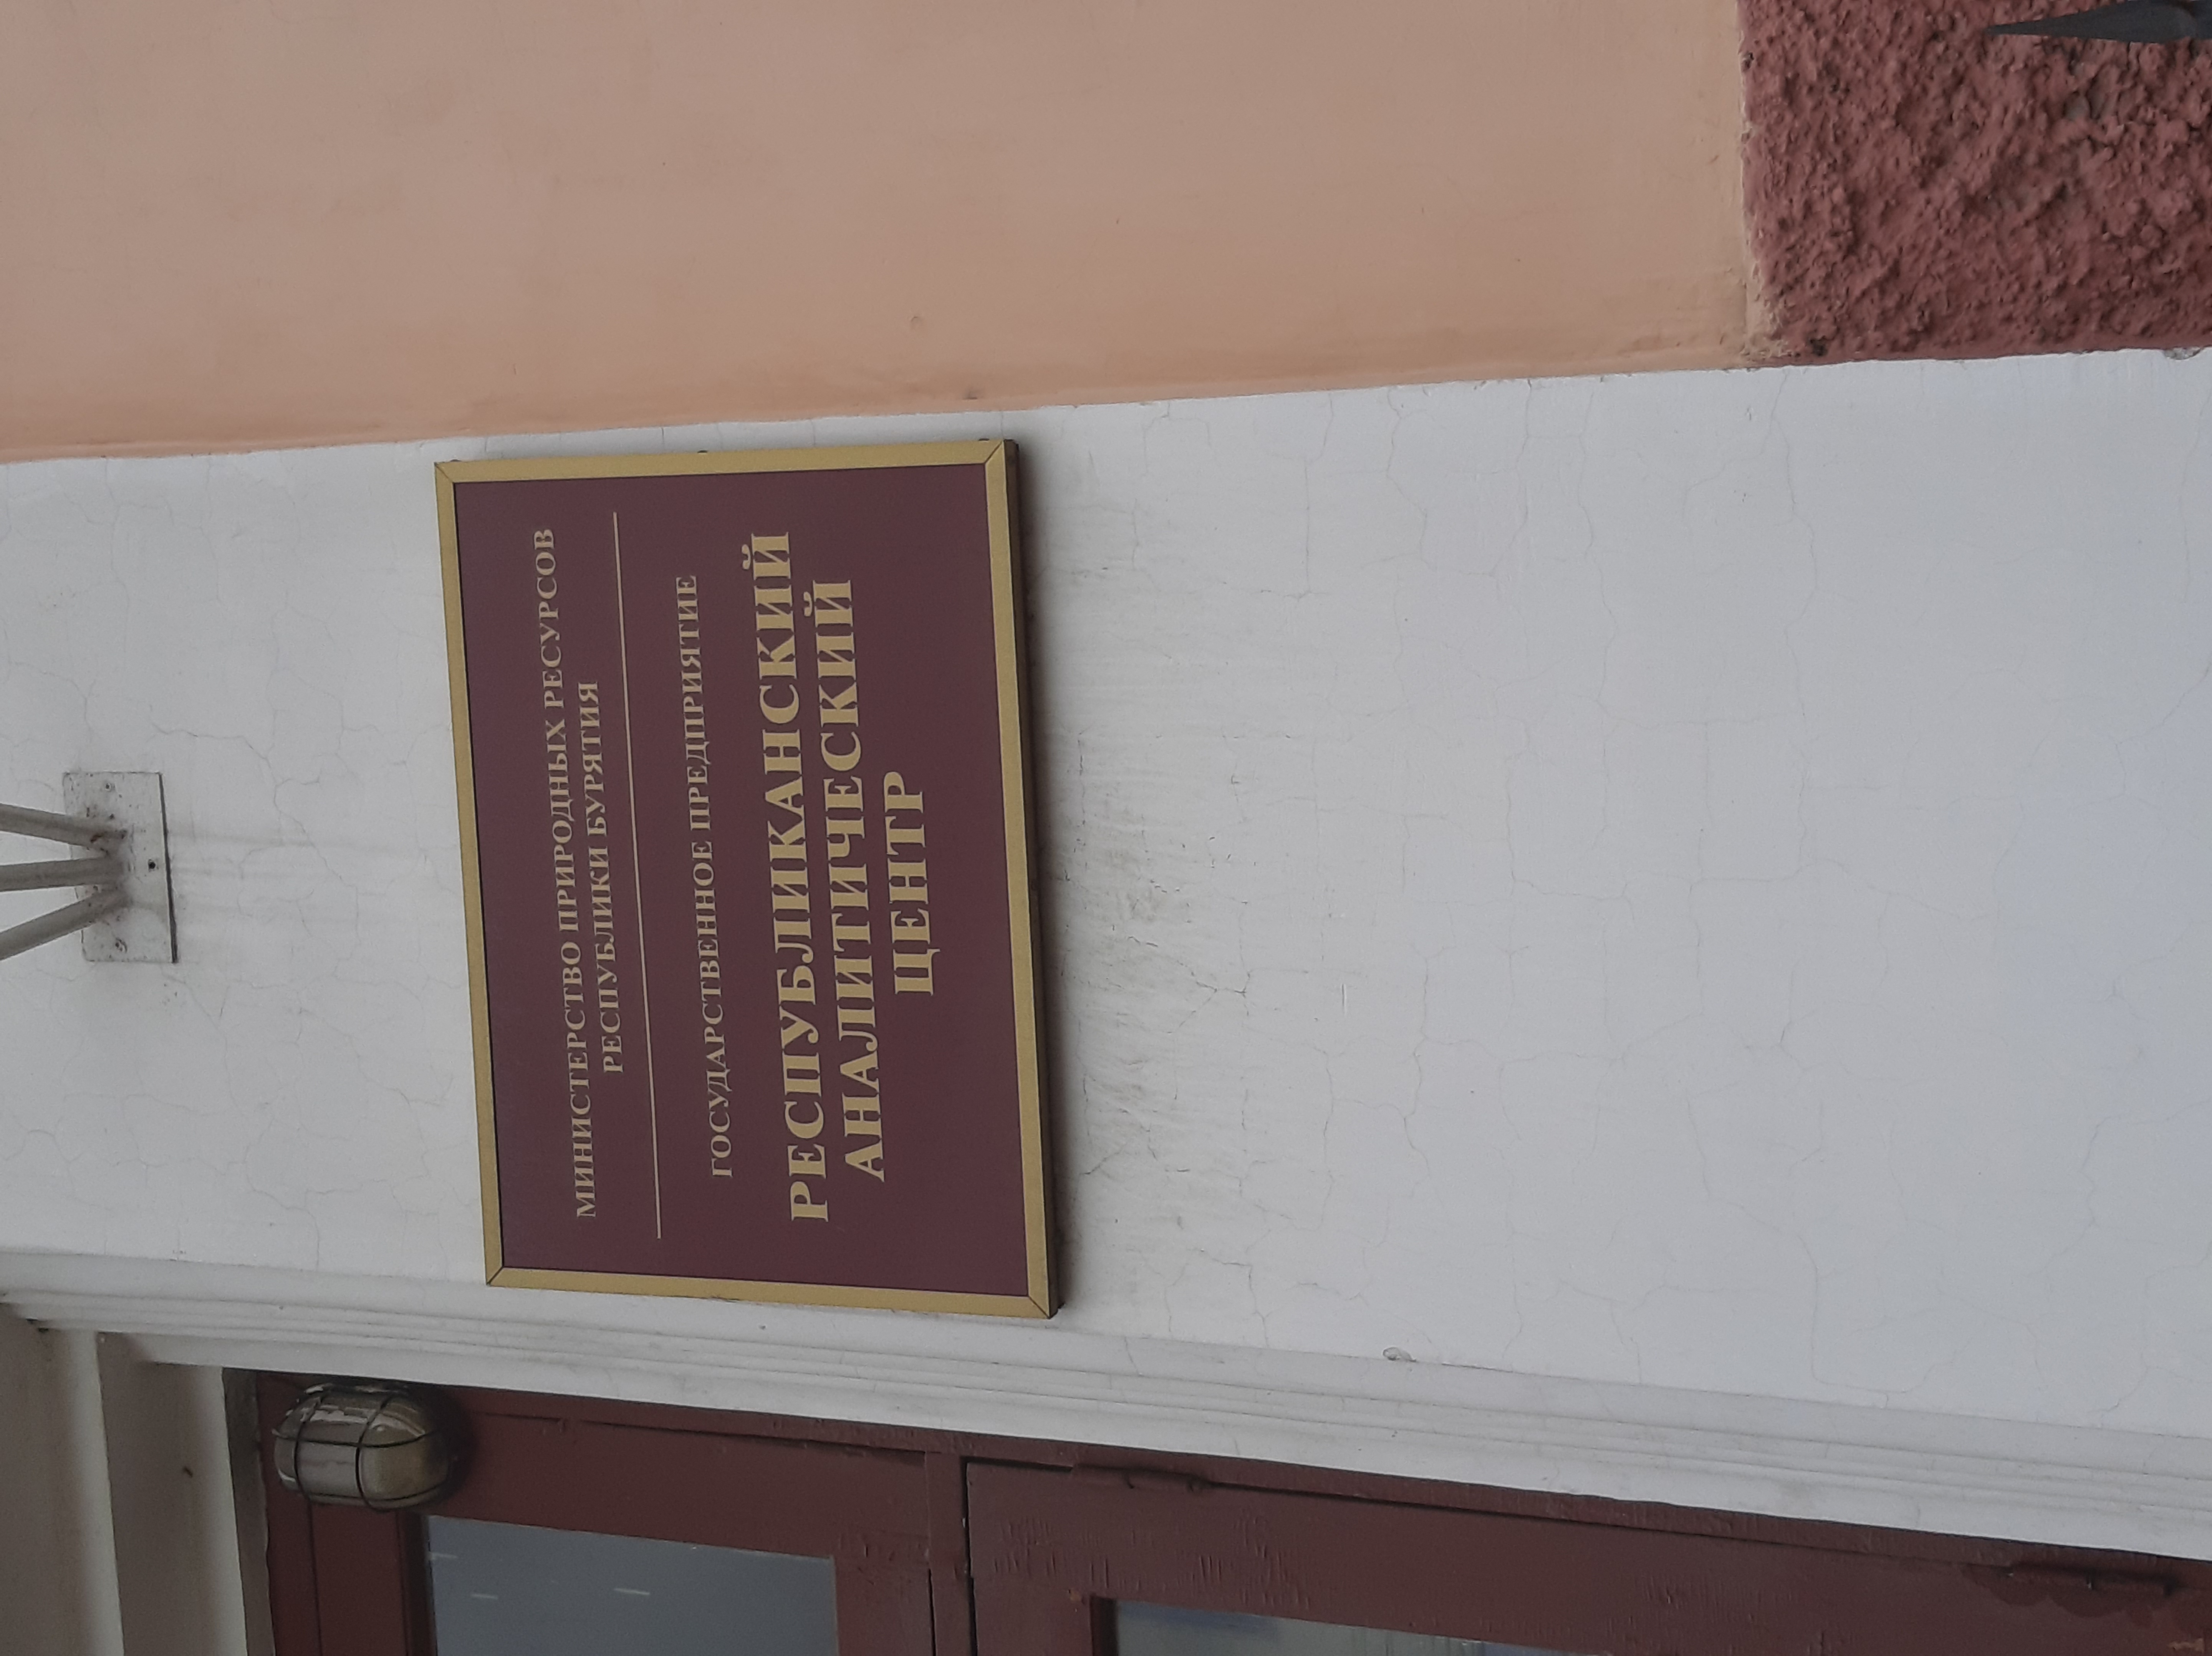 МИНИСТЕРСТВО ПРИРОДНЫХ РЕСУРСОВ
РЕСПУБЛИКИ БУРЯТИЯ
ГОСУДАРСТВЕННОЕ ПРЕДПРИЯТИЕ
РЕСПУБЛИКАНСКИЙ
АНАЛИТИЧЕСКИЙ
ЦЕНТР